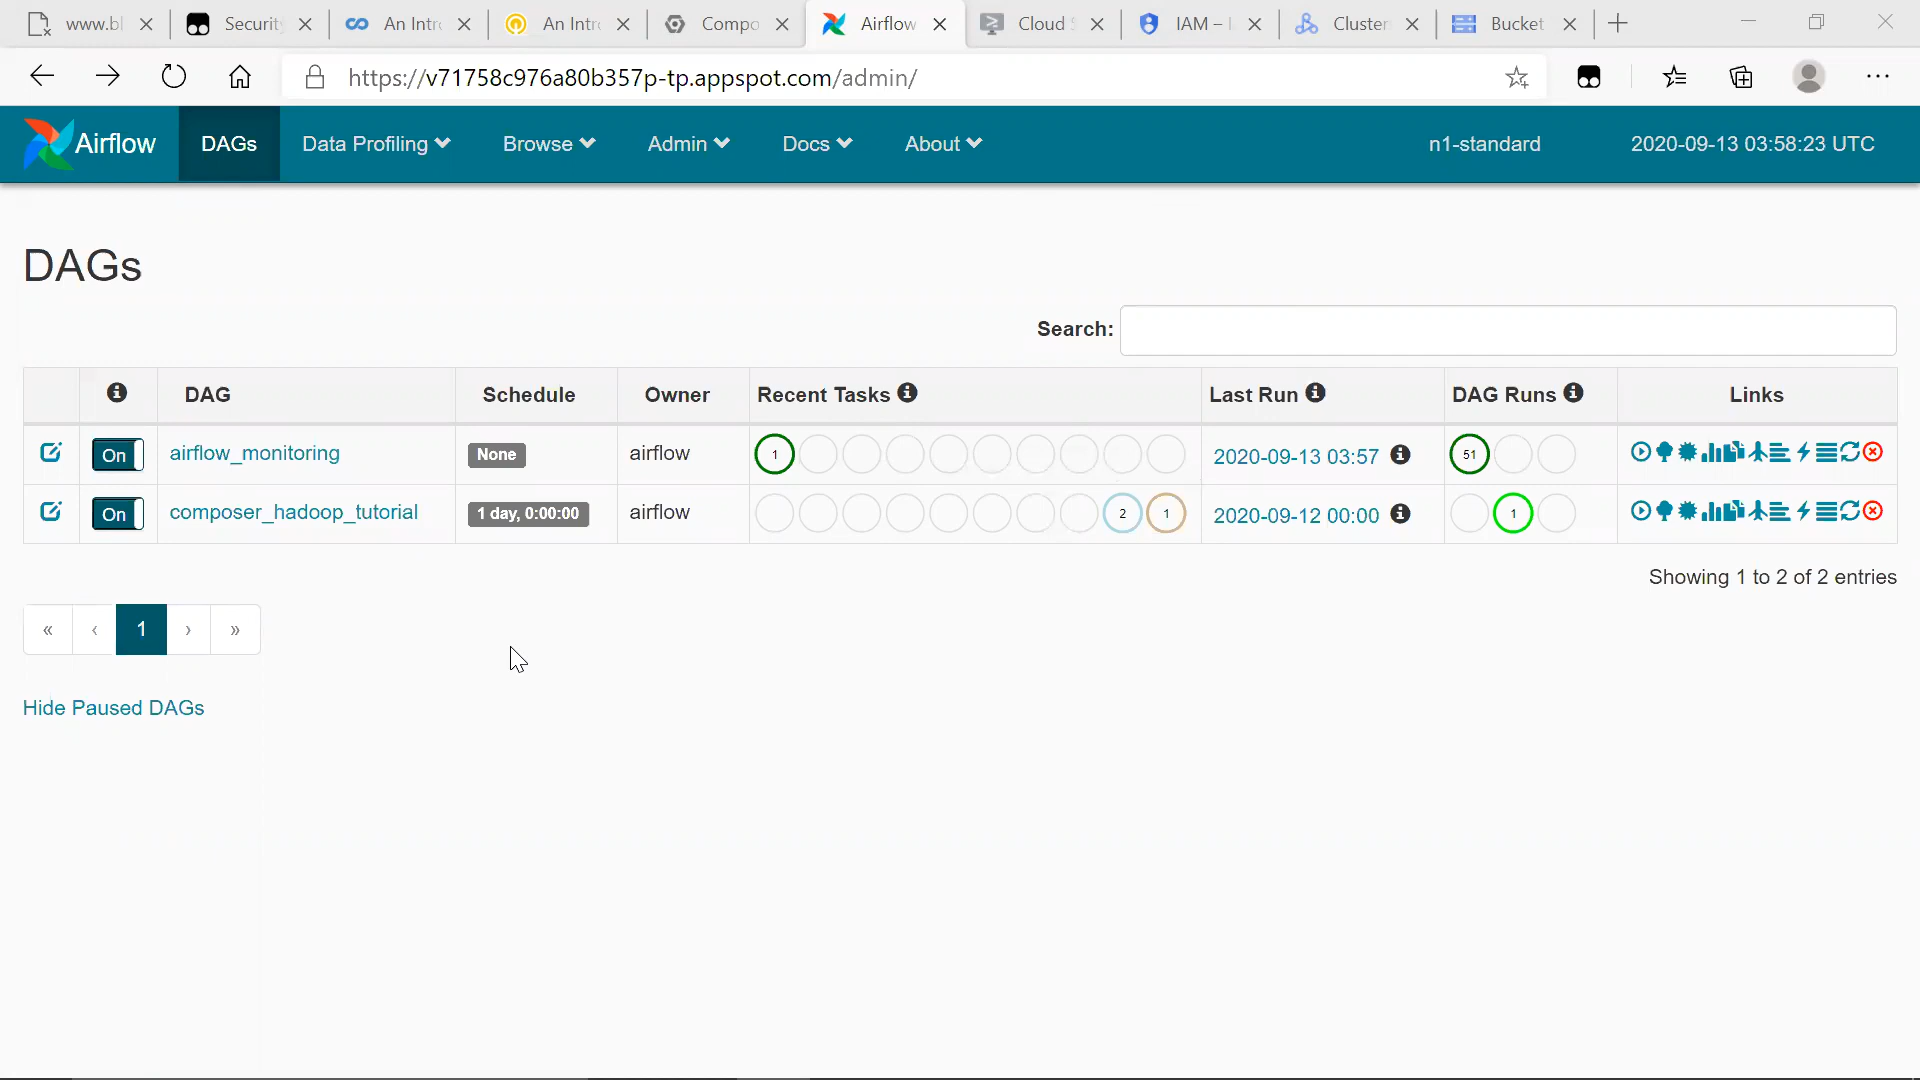 www.bl Security An Intro An Intro Compo Airflow Cloud S IAM – I Cluster Bucket
https://v71758c976a80b357p-tp.appspot.com/admin/
Airflow DAGs Data Profiling Browse Admin Docs About n1-standard 2020-09-13 03:58:23 UTC
DAGs
Search:
DAG Schedule Owner Recent Tasks Last Run DAG Runs Links
On airflow_monitoring None airflow 1 2020-09-13 03:57 51
On composer_hadoop_tutorial 1 day, 0:00:00 airflow 2 1 2020-09-12 00:00 1
Showing 1 to 2 of 2 entries
« ‹ 1 › »
Hide Paused DAGs